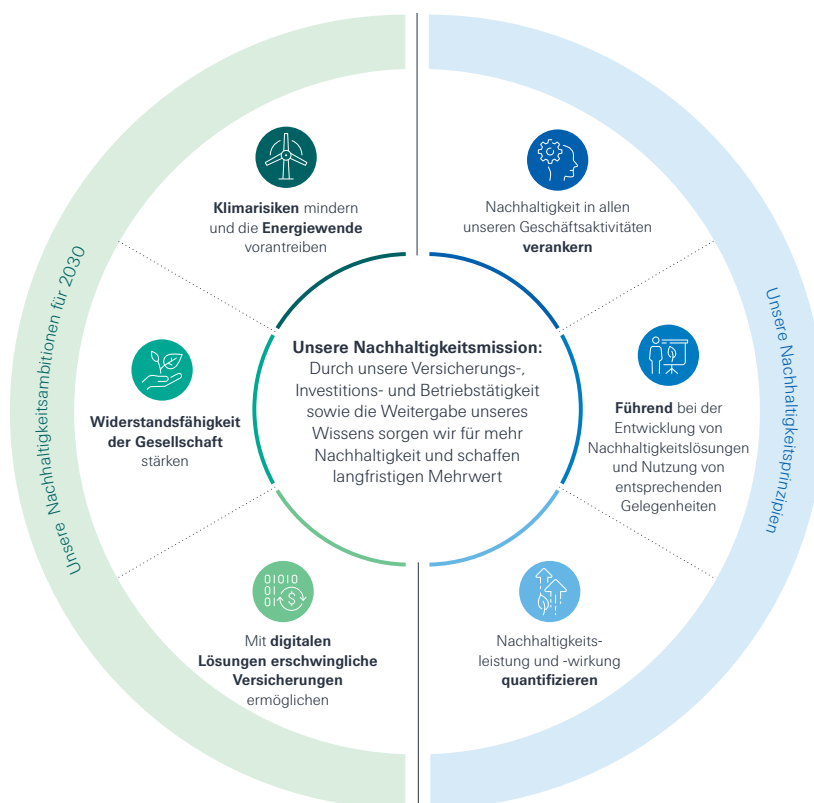 Unsere Nachhaltigkeitsambitionen für 2030
Klimarisiken mindern
und die Energiewende
vorantreiben
Widerstandsfähigkeit
der Gesellschaft
stärken
01010
01
01
$
Mit digitalen
Lösungen erschwingliche
Versicherungen
ermöglichen
Unsere Nachhaltigkeitsmission:
Durch unsere Versicherungs-,
Investitions- und Betriebstätigkeit
sowie die Weitergabe unseres
Wissens sorgen wir für mehr
Nachhaltigkeit und schaffen
langfristigen Mehrwert
Unsere Nachhaltigkeitsprinzipien
Nachhaltigkeit in allen
unseren Geschäftsaktivitäten
verankern
Führend bei der
Entwicklung von
Nachhaltigkeitslösungen
und Nutzung von
entsprechenden
Gelegenheiten
Nachhaltigkeits-
leistung und -wirkung
quantifizieren